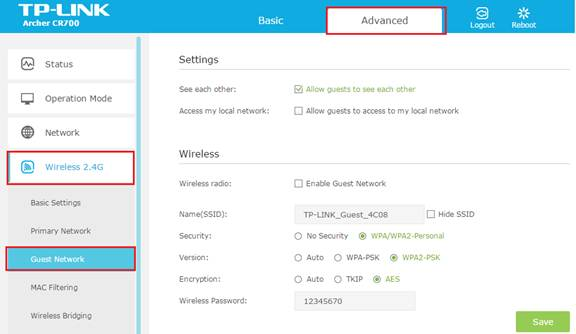 TP-LINK
Archer CR700
Basic
Advanced
Logout
Reboot
Status
Operation Mode
Network
Wireless 2.4G
Basic Settings
Primary Network
Guest Network
MAC Filtering
Wireless Bridging
Settings
See each other: Allow guests to see each other
Access my local network: Allow guests to access to my local network
Wireless
Wireless radio: Enable Guest Network
Name(SSID): TP-LINK_Guest_4C08 Hide SSID
Security: No Security WPA/WPA2-Personal
Version: Auto WPA-PSK WPA2-PSK
Encryption: Auto TKIP AES
Wireless Password: 12345670
Save